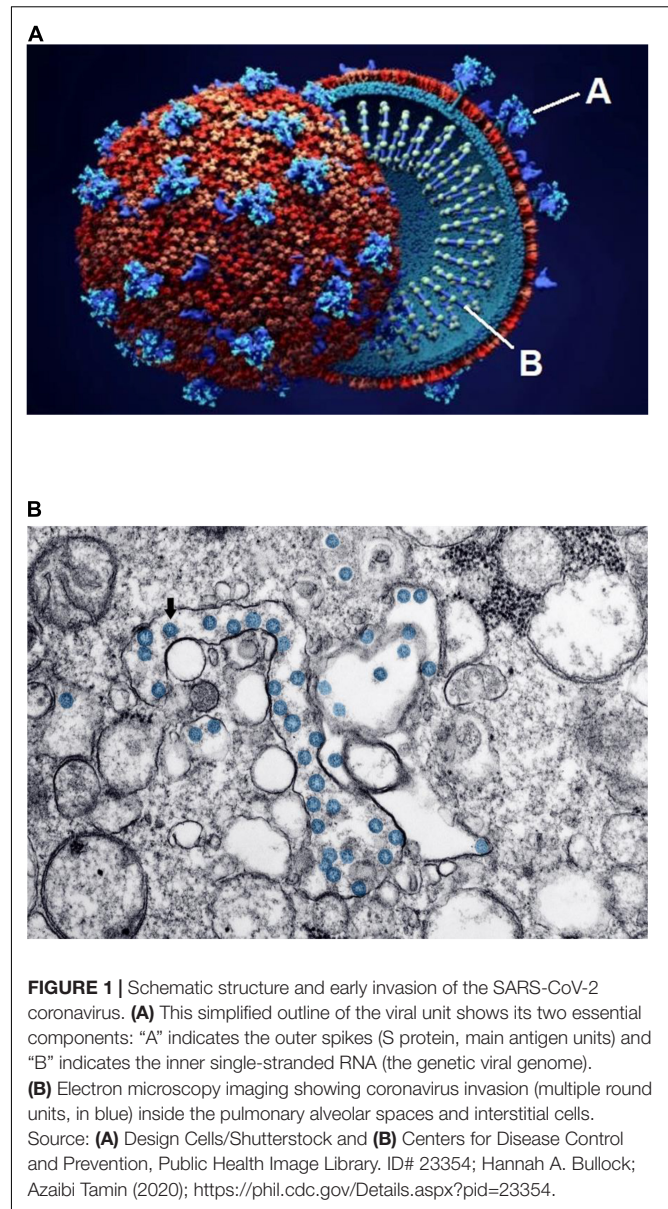 A
A
B
B
FIGURE 1 | Schematic structure and early invasion of the SARS-CoV-2
coronavirus. (A) This simplified outline of the viral unit shows its two essential
components: “A” indicates the outer spikes (S protein, main antigen units) and
“B” indicates the inner single-stranded RNA (the genetic viral genome).
(B) Electron microscopy imaging showing coronavirus invasion (multiple round
units, in blue) inside the pulmonary alveolar spaces and interstitial cells.
Source: (A) Design Cells/Shutterstock and (B) Centers for Disease Control
and Prevention, Public Health Image Library. ID# 23354; Hannah A. Bullock;
Azaibi Tamin (2020); https://phil.cdc.gov/Details.aspx?pid=23354.